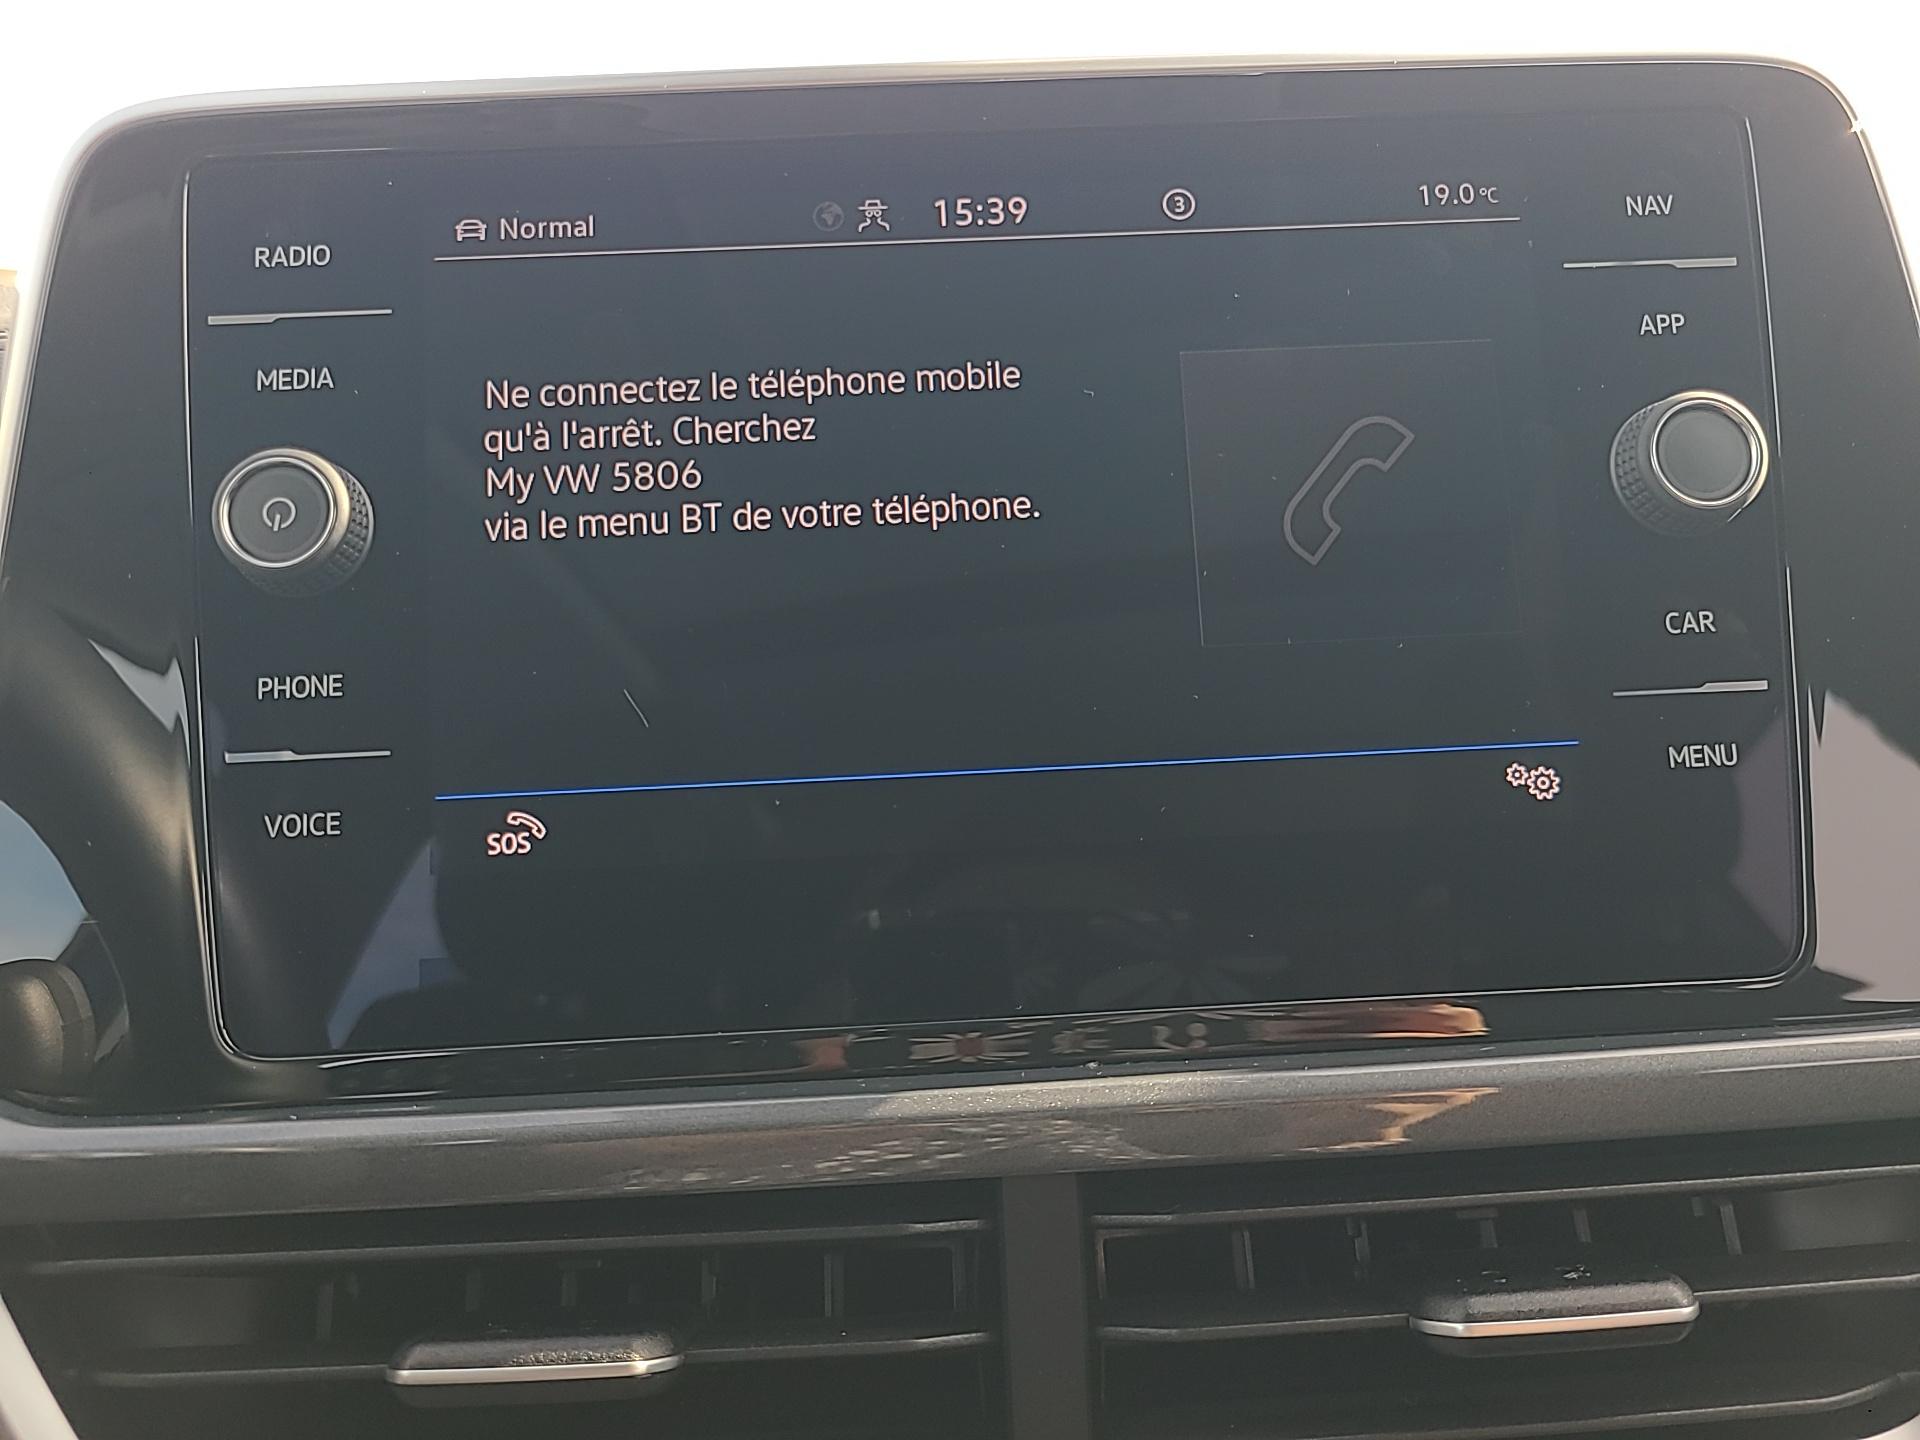 Normal
15:39
3
19.0°C
NAV
RADIO
APP
MEDIA
Ne connectez le téléphone mobile
qu'à l'arrêt. Cherchez
My VW 5806
via le menu BT de votre téléphone.
CAR
PHONE
MENU
VOICE
SOS